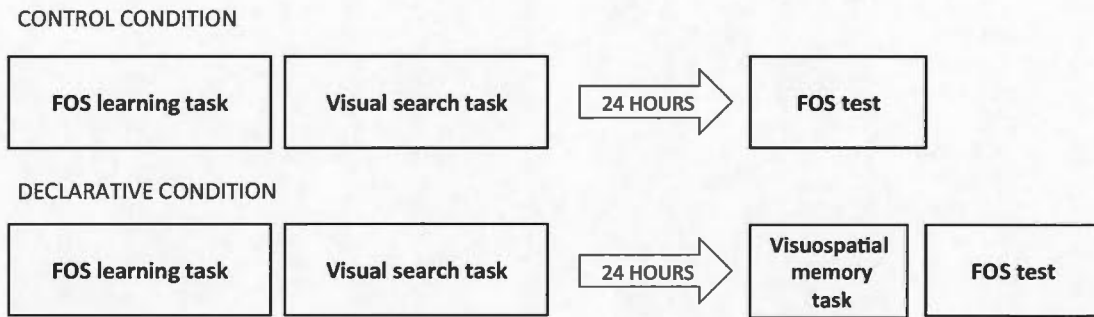 CONTROL CONDITION
FOS learning task
Visual search task
24 HOURS
FOS test
DECLARATIVE CONDITION
FOS learning task
Visual search task
24 HOURS
Visuospatial
memory
task
FOS test